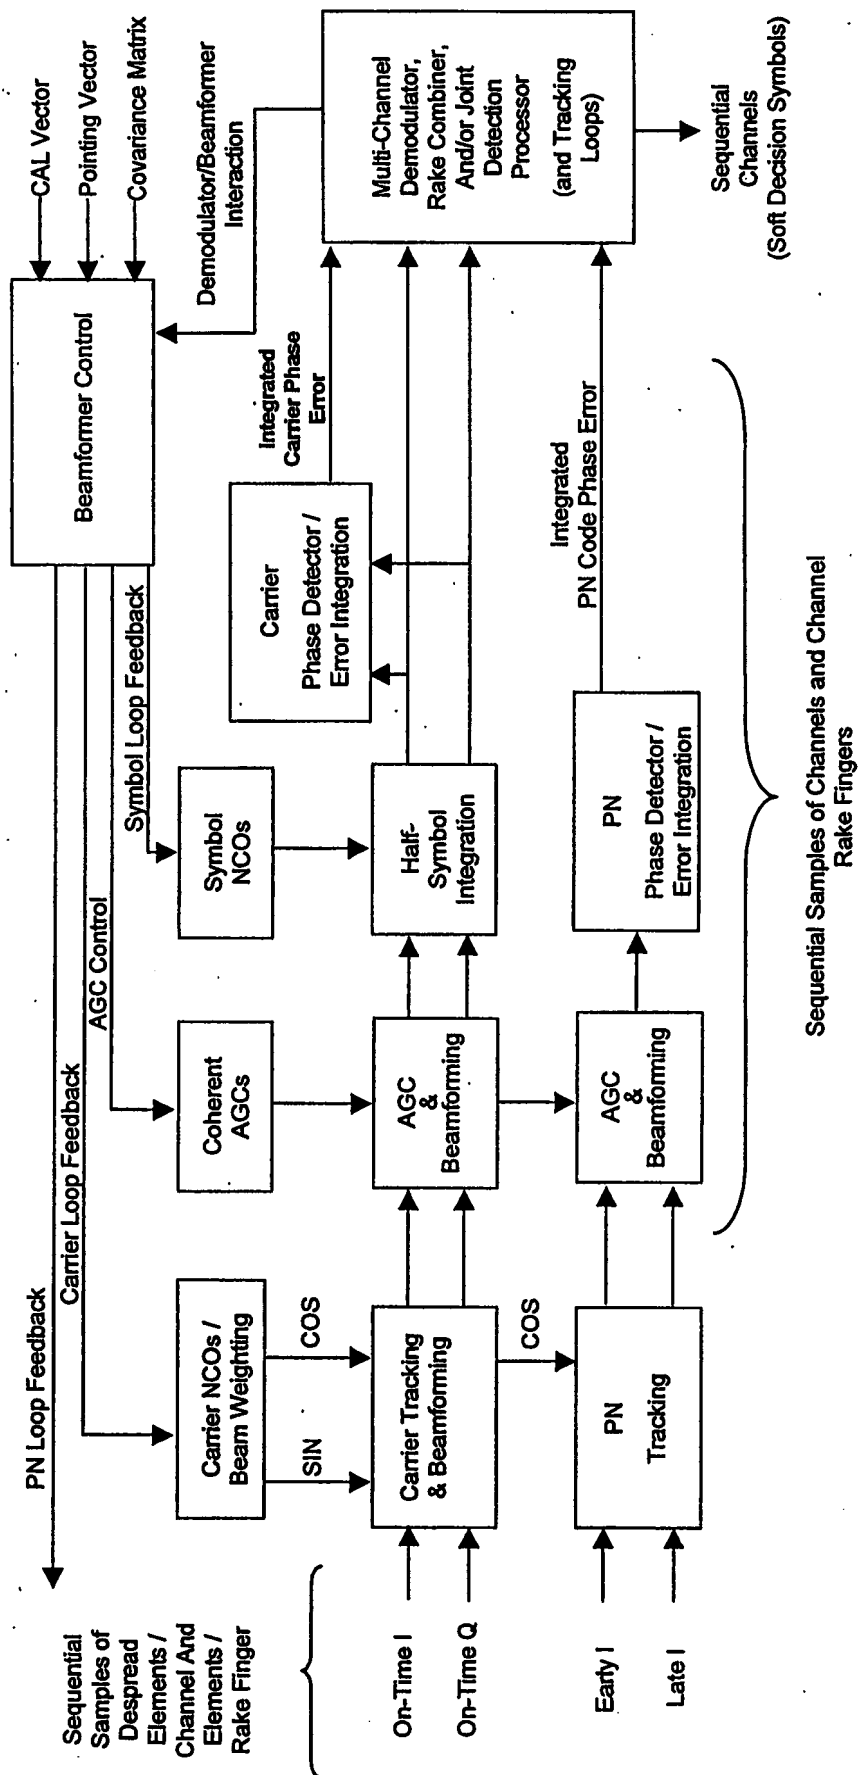 Sequential
Samples of
Despread
Elements /
Channel And
Elements /
Rake Finger
PN Loop Feedback
Carrier Loop Feedback
AGC Control
Symbol Loop Feedback
Beamformer Control
CAL Vector
Pointing Vector
Covariance Matrix
Demodulator/Beamformer
Interaction
Carrier NCOs /
Beam Weighting
Coherent
AGCs
Symbol
NCOs
SIN
COS
Carrier
Phase Detector /
Error Integration
Integrated
Carrier Phase
Error
On-Time I
On-Time Q
Carrier Tracking
& Beamforming
AGC
&
Beamforming
Half-
Symbol
Integration
Multi-Channel
Demodulator,
Rake Combiner,
And/or Joint
Detection
Processor
(and Tracking
Loops)
COS
Early I
Late I
PN
Tracking
AGC
&
Beamforming
PN
Phase Detector /
Error Integration
Integrated
PN Code Phase Error
Sequential
Channels
(Soft Decision Symbols)
Sequential Samples of Channels and Channel
Rake Fingers